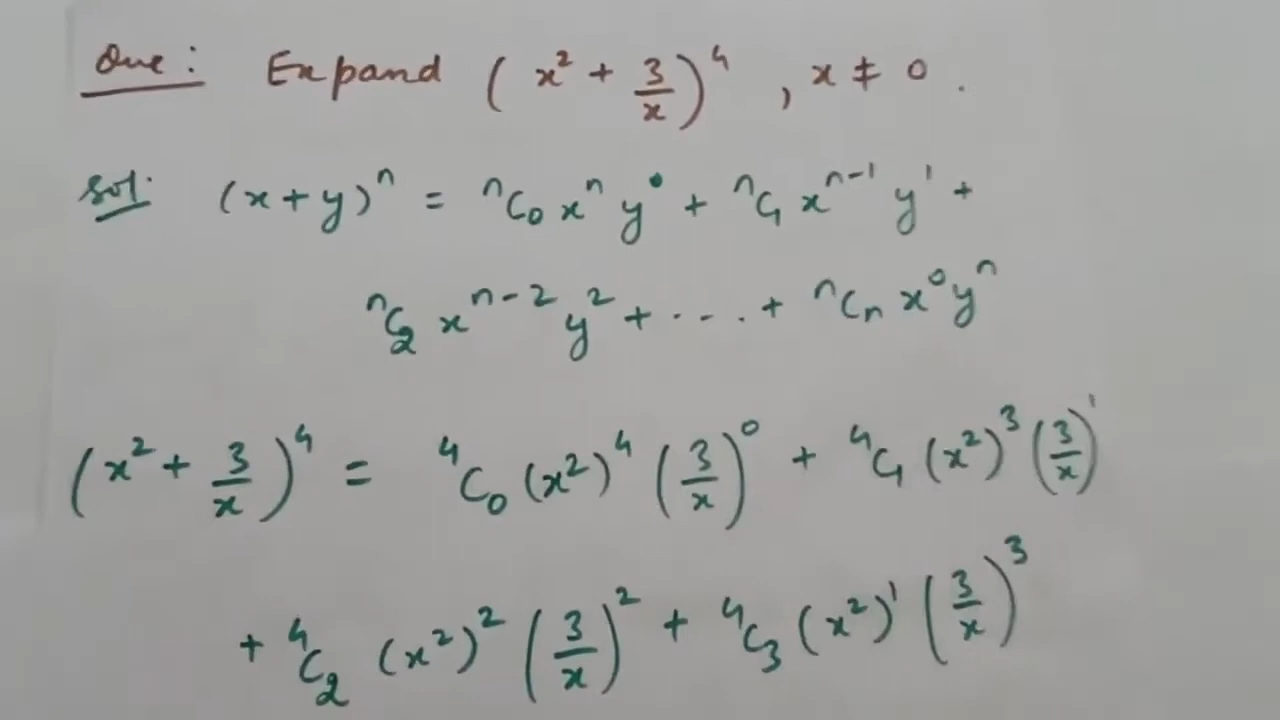 Que: Expand (x² + 3/x)⁴, x ≠ 0.
Sol. (x+y)ⁿ = ⁿC₀ xⁿ y⁰ + ⁿC₁ xⁿ⁻¹ y¹ +
ⁿC₂ xⁿ⁻² y² + ---- + ⁿCₙ x⁰ yⁿ
(x² + 3/x)⁴ = ⁴C₀ (x²)⁴ (3/x)⁰ + ⁴C₁ (x²)³ (3/x)¹
+ ⁴C₂ (x²)² (3/x)² + ⁴C₃ (x²)¹ (3/x)³